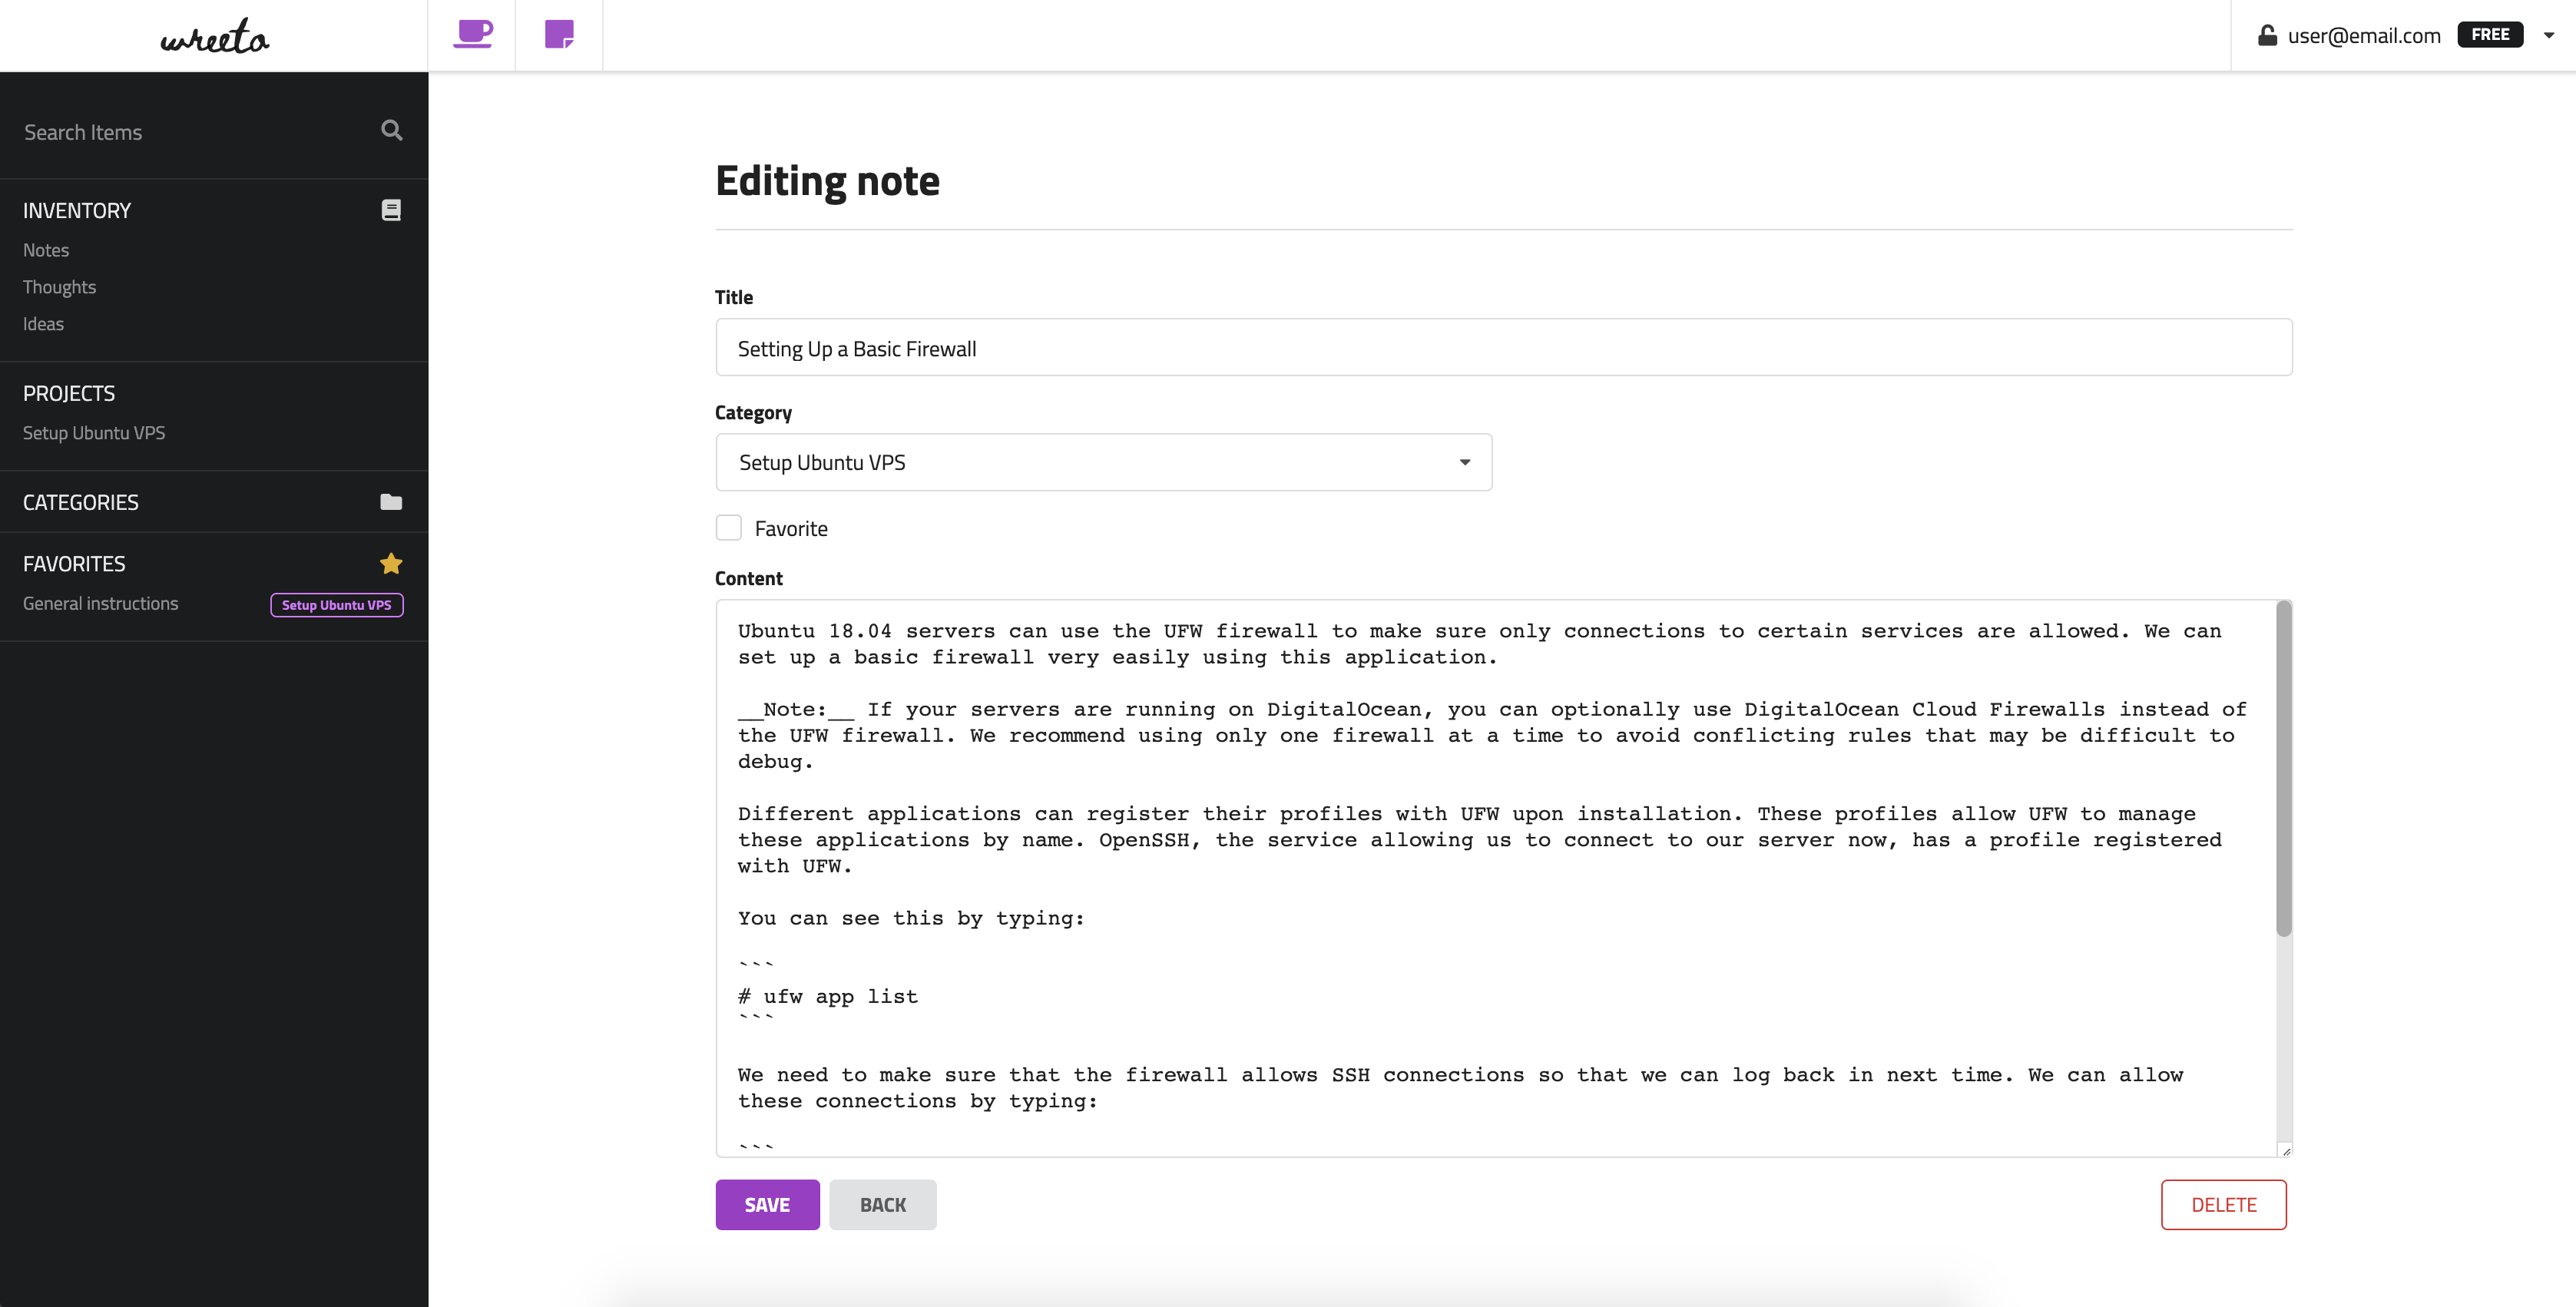 wreeto
user@email.com FREE
Search Items
INVENTORY
Notes
Thoughts
Ideas
PROJECTS
Setup Ubuntu VPS
CATEGORIES
FAVORITES
General instructions Setup Ubuntu VPS
Editing note
Title
Setting Up a Basic Firewall
Category
Setup Ubuntu VPS
Favorite
Content
Ubuntu 18.04 servers can use the UFW firewall to make sure only connections to certain services are allowed. We can
set up a basic firewall very easily using this application.
__Note:__ If your servers are running on DigitalOcean, you can optionally use DigitalOcean Cloud Firewalls instead of
the UFW firewall. We recommend using only one firewall at a time to avoid conflicting rules that may be difficult to
debug.
Different applications can register their profiles with UFW upon installation. These profiles allow UFW to manage
these applications by name. OpenSSH, the service allowing us to connect to our server now, has a profile registered
with UFW.
You can see this by typing:
```
# ufw app list
```
We need to make sure that the firewall allows SSH connections so that we can log back in next time. We can allow
these connections by typing:
```
SAVE BACK DELETE